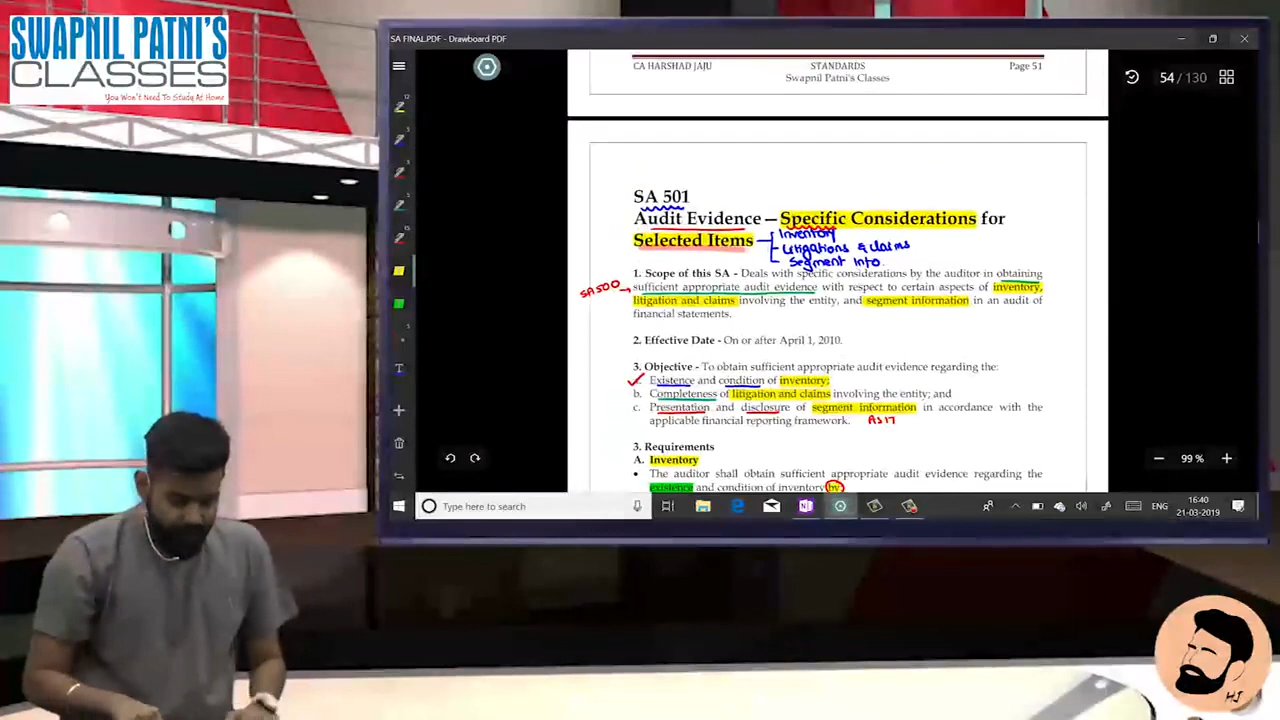 SWAPNIL PATNI'S
CLASSES
You Won't Need To Study At Home
SA FINAL.PDF - Drawboard PDF
CA HARSHAD JAJU STANDARDS Page 51
Swapnil Patni's Classes
54 / 130
SA 501
Audit Evidence – Specific Considerations for
Selected Items
Inventory
Litigations & claims
Segment Info.
1. Scope of this SA - Deals with specific considerations by the auditor in obtaining
SA 500
sufficient appropriate audit evidence with respect to certain aspects of inventory,
litigation and claims involving the entity, and segment information in an audit of
financial statements.
2. Effective Date - On or after April 1, 2010.
3. Objective - To obtain sufficient appropriate audit evidence regarding the:
Existence and condition of inventory;
b. Completeness of litigation and claims involving the entity; and
c. Presentation and disclosure of segment information in accordance with the
applicable financial reporting framework. AS 17
3. Requirements
A. Inventory
• The auditor shall obtain sufficient appropriate audit evidence regarding the
existence and condition of inventory by
99 %
Type here to search
ENG
16:40
21-03-2019
HJ